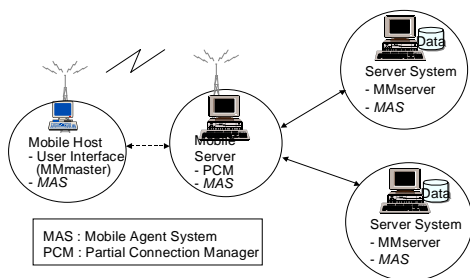 Data
Server System
- MMserver
- MAS
Mobile Host
- User Interface
(MMmaster)
- MAS
Mobile
Server
- PCM
- MAS
Data
Server System
- MMserver
- MAS
MAS : Mobile Agent System
PCM : Partial Connection Manager